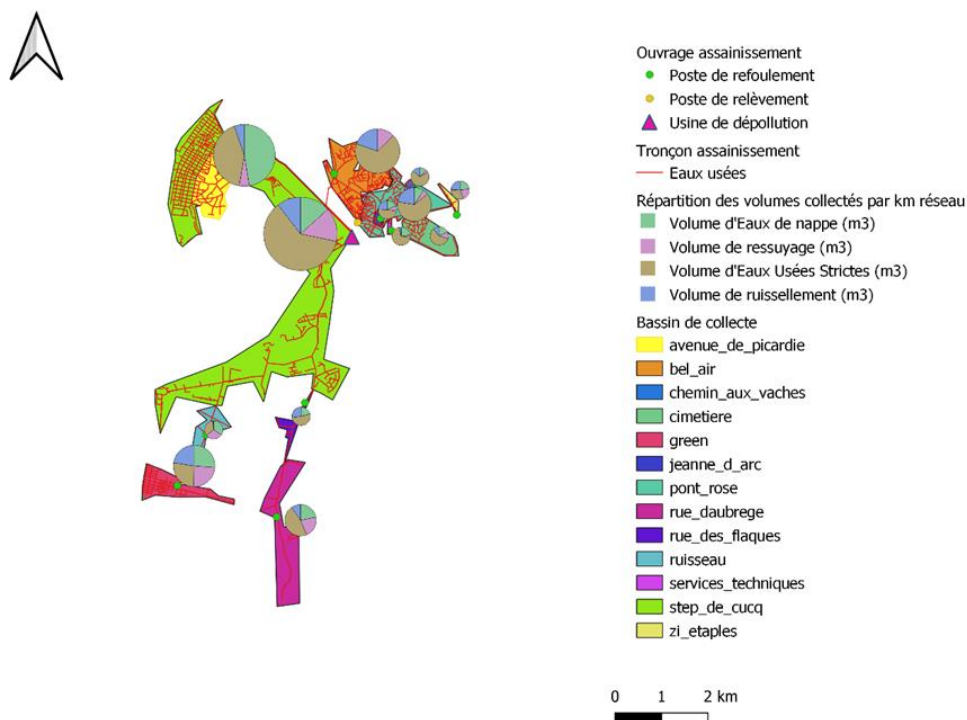 Ouvrage assainissement
Poste de refoulement
Poste de relèvement
Usine de dépollution
Tronçon assainissement
Eaux usées
Répartition des volumes collectés par km réseau
Volume d'Eaux de nappe (m3)
Volume de ressuyage (m3)
Volume d'Eaux Usées Strictes (m3)
Volume de ruissellement (m3)
Bassin de collecte
avenue_de_picardie
bel_air
chemin_aux_vaches
cimetiere
green
jeanne_d_arc
pont_rose
rue_daubrege
rue_des_flaques
ruisseau
services_techniques
step_de_cucq
zi_etaples
0 1 2 km